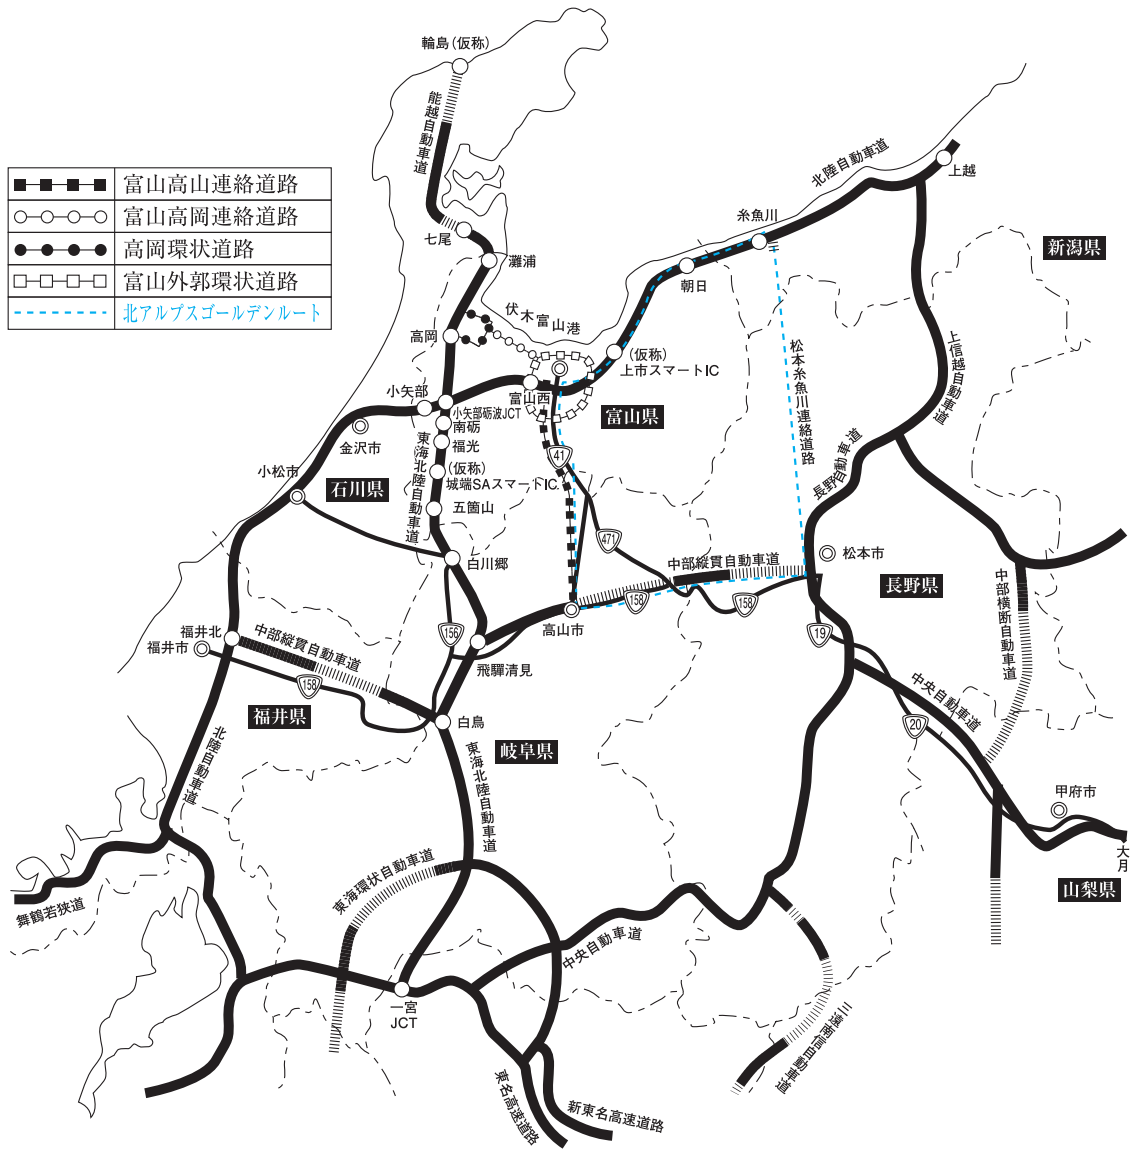 輪島(仮称)
能越自動車道
北陸自動車道
上越
富山高山連絡道路
富山高岡連絡道路
高岡環状道路
富山外郭環状道路
北アルプスゴールデンルート
七尾
灘浦
糸魚川
新潟県
朝日
伏木富山港
高岡
(仮称)
上市スマートIC
松本糸魚川連絡道路
上信越自動車道
小矢部
富山西
小矢部砺波JCT
富山県
南砺
金沢市
福光
東海北陸自動車道
(仮称)
城端SAスマートIC
41
長野自動車道
小松市
石川県
五箇山
471
白川郷
中部縦貫自動車道
松本市
長野県
中部横断自動車道
158
158
高山市
19
福井北
福井市
中部縦貫自動車道
156
飛騨清見
158
福井県
白鳥
岐阜県
中央自動車道
20
北陸自動車道
東海北陸自動車道
甲府市
大月
山梨県
東海環状自動車道
舞鶴若狭道
中央自動車道
一宮
JCT
三遠南信自動車道
東名高速道路
新東名高速道路